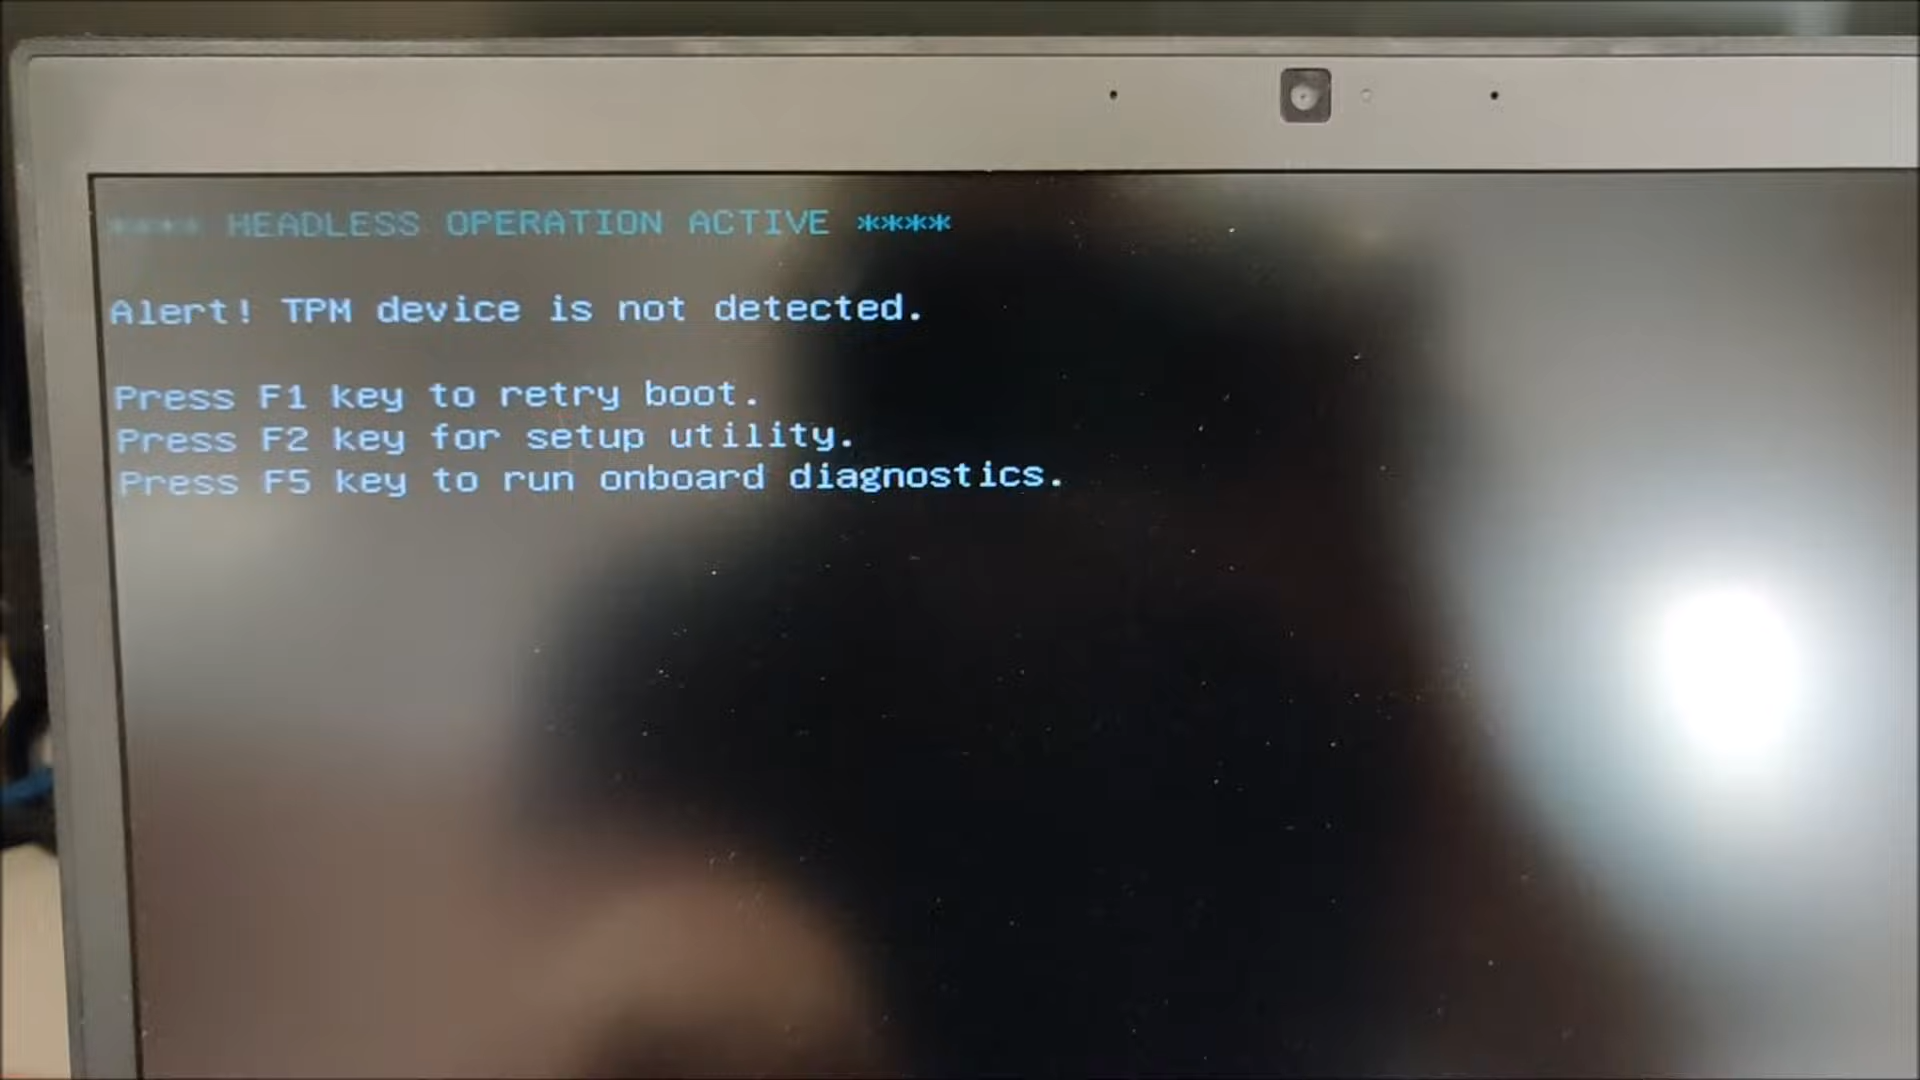 **** HEADLESS OPERATION ACTIVE ****
Alert! TPM device is not detected.
Press F1 key to retry boot.
Press F2 key for setup utility.
Press F5 key to run onboard diagnostics.